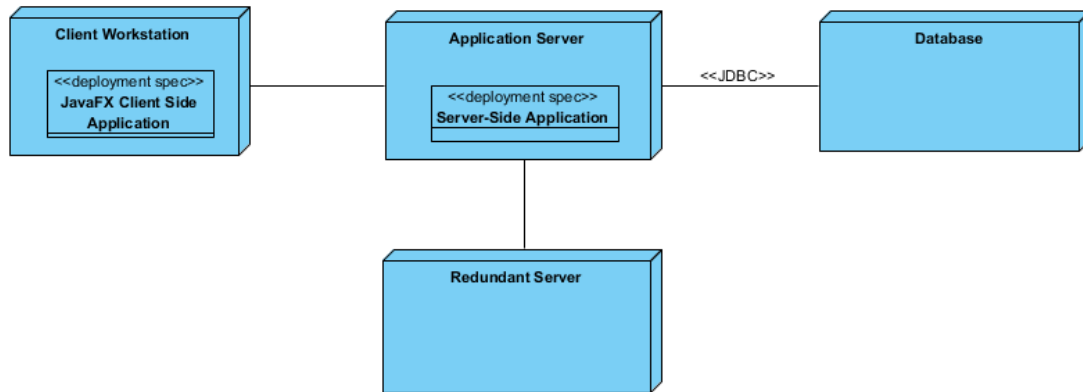 Client Workstation
<<deployment spec>>
JavaFX Client Side
Application
Application Server
<<deployment spec>>
Server-Side Application
<<JDBC>>
Database
Redundant Server